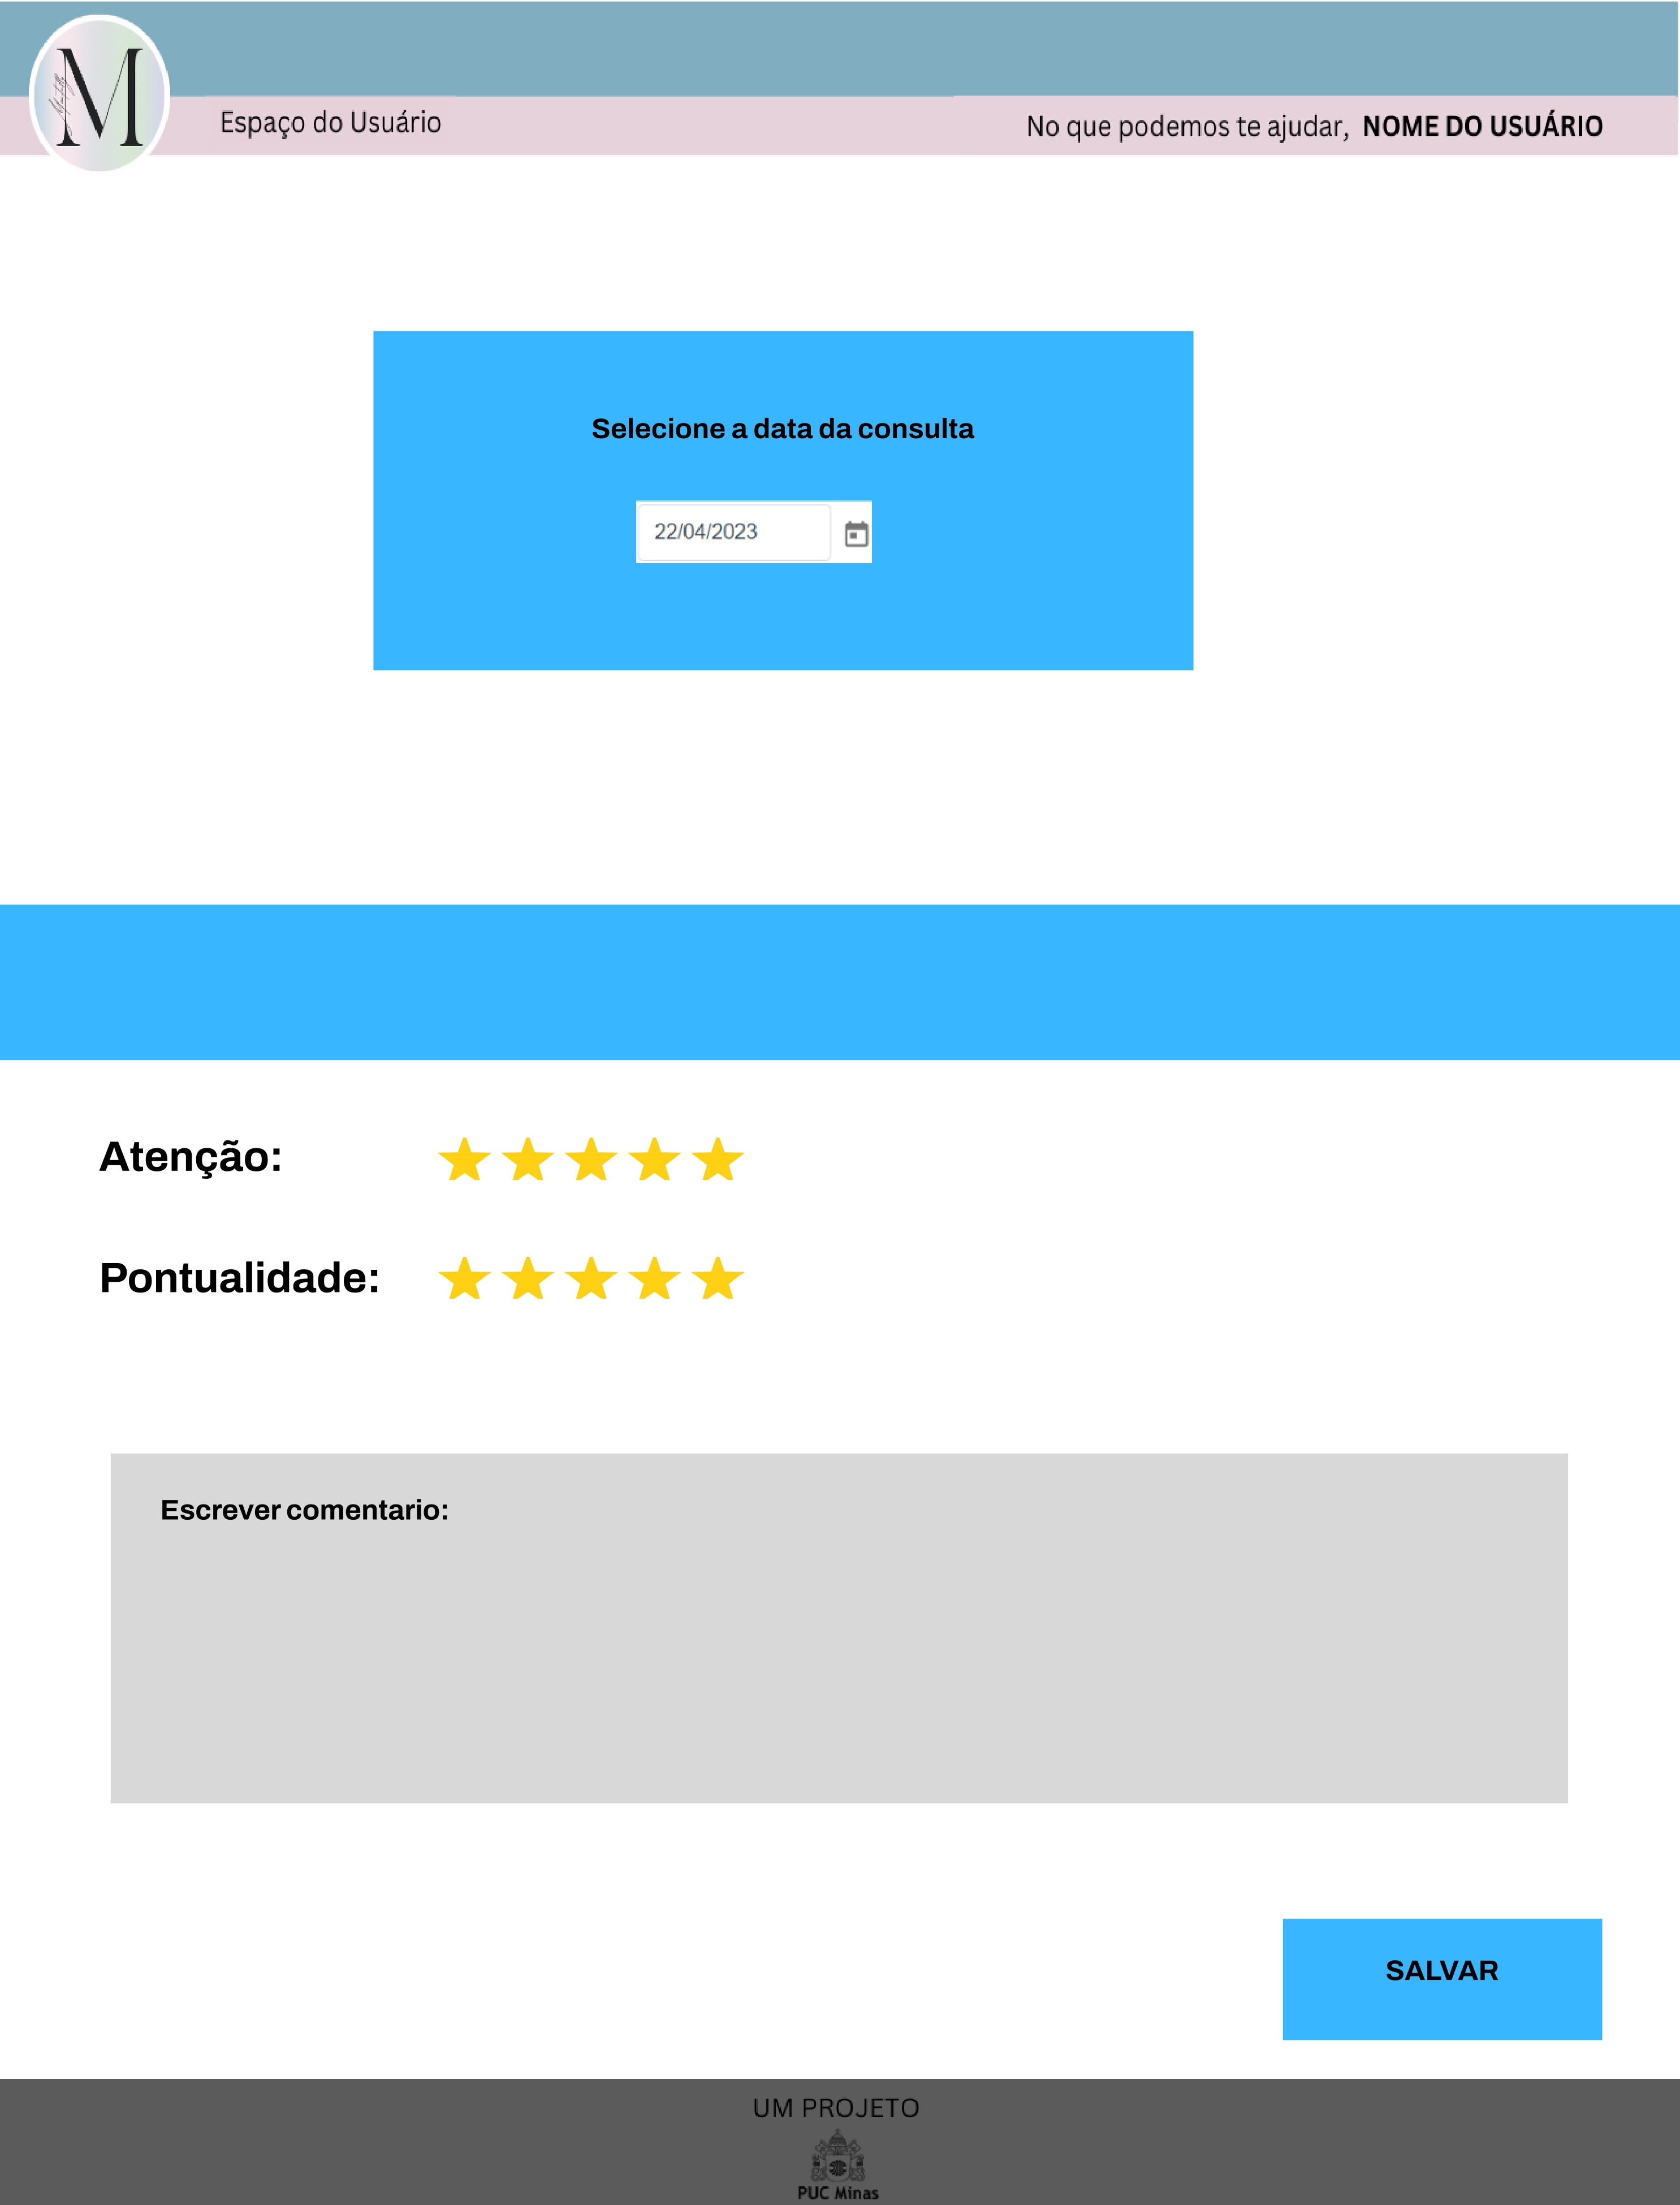 M
Espaço do Usuário
No que podemos te ajudar, NOME DO USUÁRIO
Selecione a data da consulta
22/04/2023
Atenção:
Pontualidade:
Escrever comentario:
SALVAR
UM PROJETO
PUC Minas